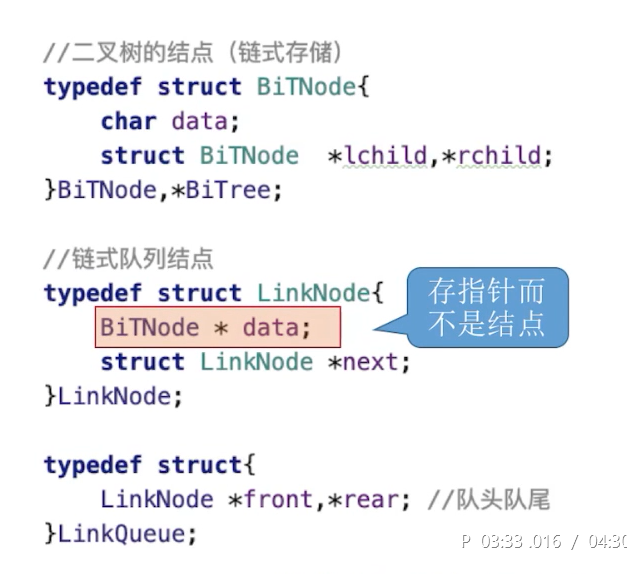 //二叉树的结点（链式存储）
typedef struct BiTNode{
    char data;
    struct BiTNode  *lchild,*rchild;
}BiTNode,*BiTree;
//链式队列结点
typedef struct LinkNode{
    BiTNode * data;
    struct LinkNode *next;
}LinkNode;
存指针而
不是结点
typedef struct{
    LinkNode *front,*rear; //队头队尾
}LinkQueue;
P 03:33.016 / 04:30